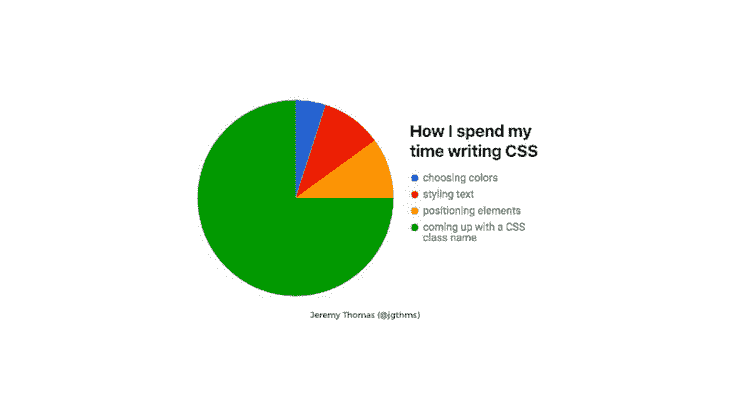 How I spend my
time writing CSS
choosing colors
styling text
positioning elements
coming up with a CSS
class name
Jeremy Thomas (@jgthms)